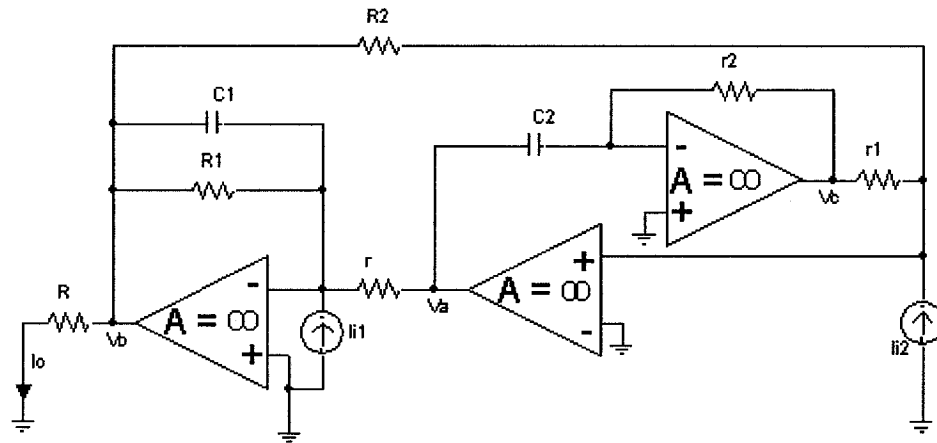 R2
r2
C1
C2
r1
R1
A = ∞
-
+
Vc
R
r
A = ∞
-
+
Vb
Va
A = ∞
+
-
Io
Ii1
Ii2